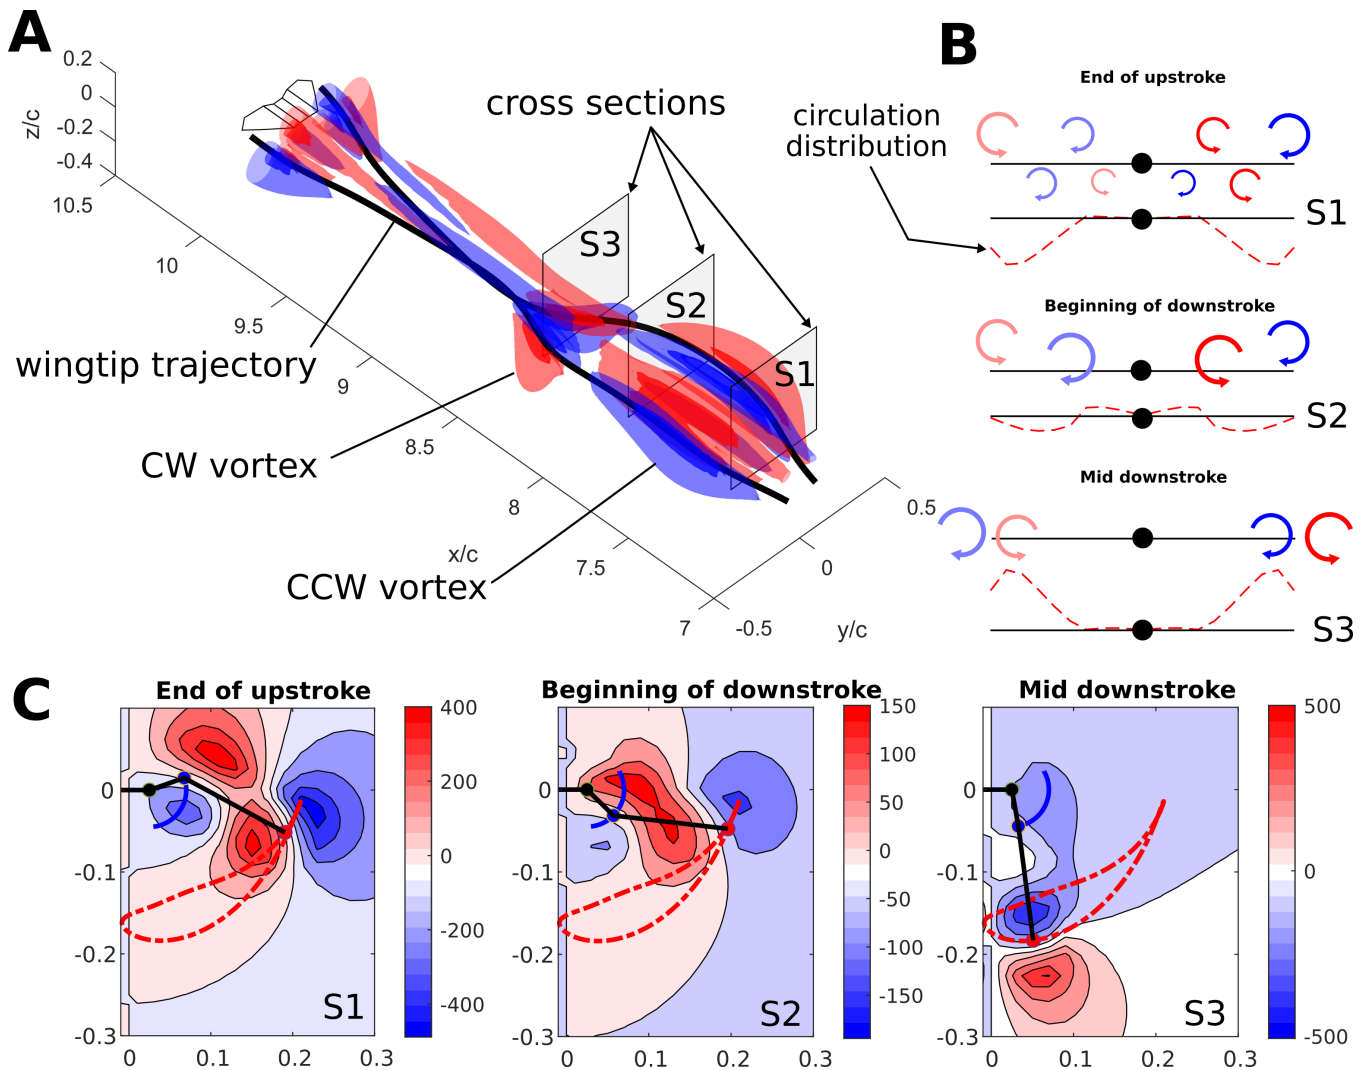 A
0.2
0
-0.2
-0.4
z/c
10.5
10
9.5
9
8.5
8
7.5
7
x/c
-0.5
0
0.5
y/c
cross sections
S3
S2
S1
wingtip trajectory
CW vortex
CCW vortex
B
End of upstroke
circulation
distribution
S1
Beginning of downstroke
S2
Mid downstroke
S3
C
End of upstroke
0
-0.1
-0.2
-0.3
0
0.1
0.2
0.3
S1
400
200
0
-200
-400
Beginning of downstroke
0
-0.1
-0.2
-0.3
0
0.1
0.2
0.3
S2
150
100
50
0
-50
-100
-150
Mid downstroke
0
-0.1
-0.2
-0.3
0
0.1
0.2
0.3
S3
500
0
-500